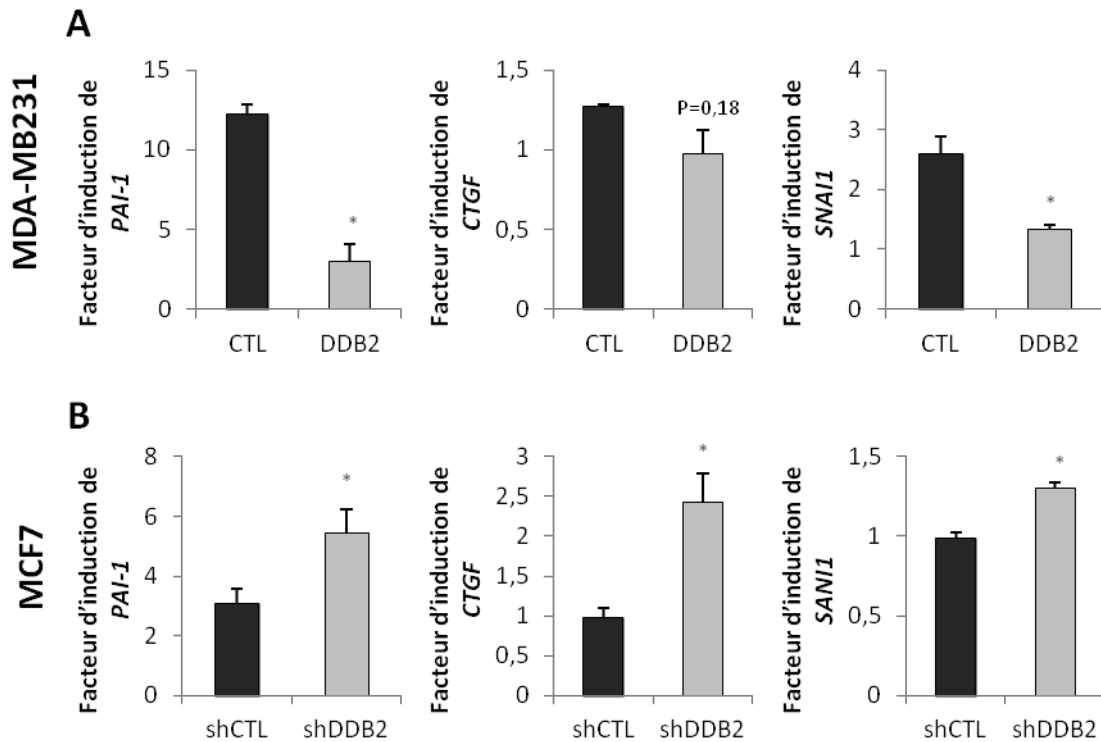 A
MDA-MB231
Facteur d'induction de
PAI-1
15
10
5
0
*
CTL
DDB2
Facteur d'induction de
CTGF
1,5
1
0,5
0
P=0,18
CTL
DDB2
Facteur d'induction de
SNAI1
4
3
2
1
0
*
CTL
DDB2
B
MCF7
Facteur d'induction de
PAI-1
8
6
4
2
0
*
shCTL
shDDB2
Facteur d'induction de
CTGF
3
2,5
2
1,5
1
0,5
0
*
shCTL
shDDB2
Facteur d'induction de
SANI1
1,5
1
0,5
0
*
shCTL
shDDB2